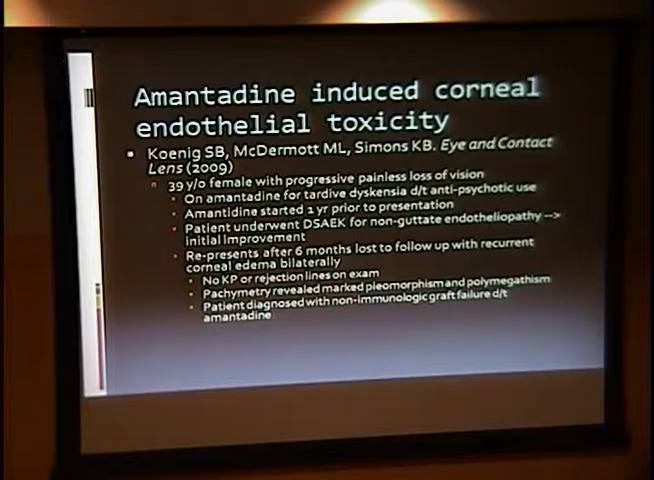 Amantadine induced corneal
endothelial toxicity
Koenig SB, McDermott ML, Simons KB. Eye and Contact
Lens (2009)
39 y/o female with progressive painless loss of vision
On amantadine for tardive dyskensia d/t anti-psychotic use
Amantidine started 1 yr prior to presentation
Patient underwent DSAEK for non-guttate endotheliopathy -->
initial improvement
Re-presents after 6 months lost to follow up with recurrent
corneal edema bilaterally
No KP or rejection lines on exam
Pachymetry revealed marked pleomorphism and polymegathism
Patient diagnosed with non-immunologic graft failure d/t
amantadine